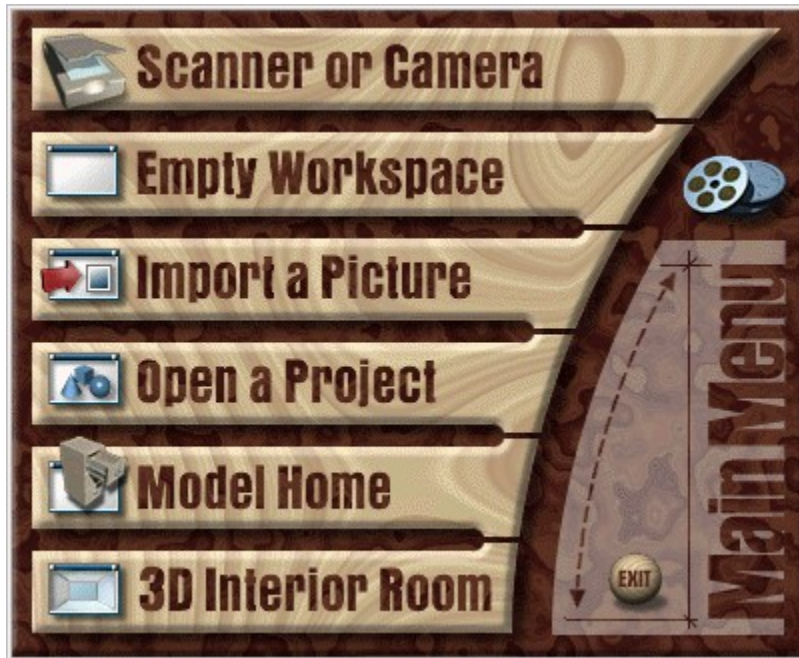 Scanner or Camera
Empty Workspace
Import a Picture
Open a Project
Model Home
3D Interior Room
Main Menu
EXIT